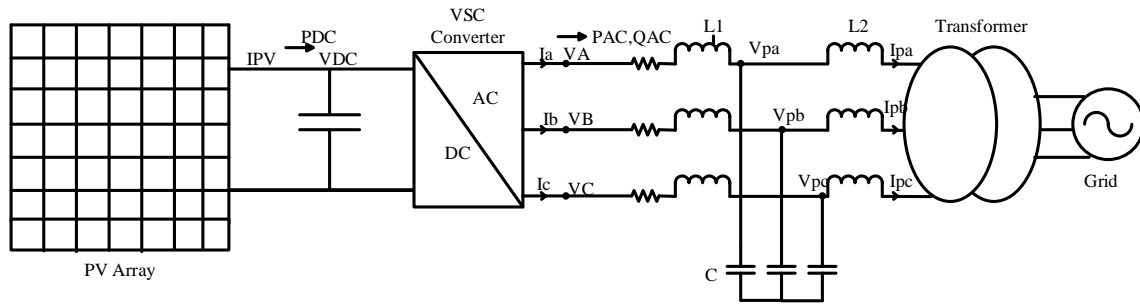 VSC
Converter
PDC
IPV
VDC
AC
DC
Ia
VA
Ib
VB
Ic
VC
PAC,QAC
L1
Vpa
L2
Ipa
Vpb
Ipb
Vpc
Ipc
C
Transformer
Grid
PV Array